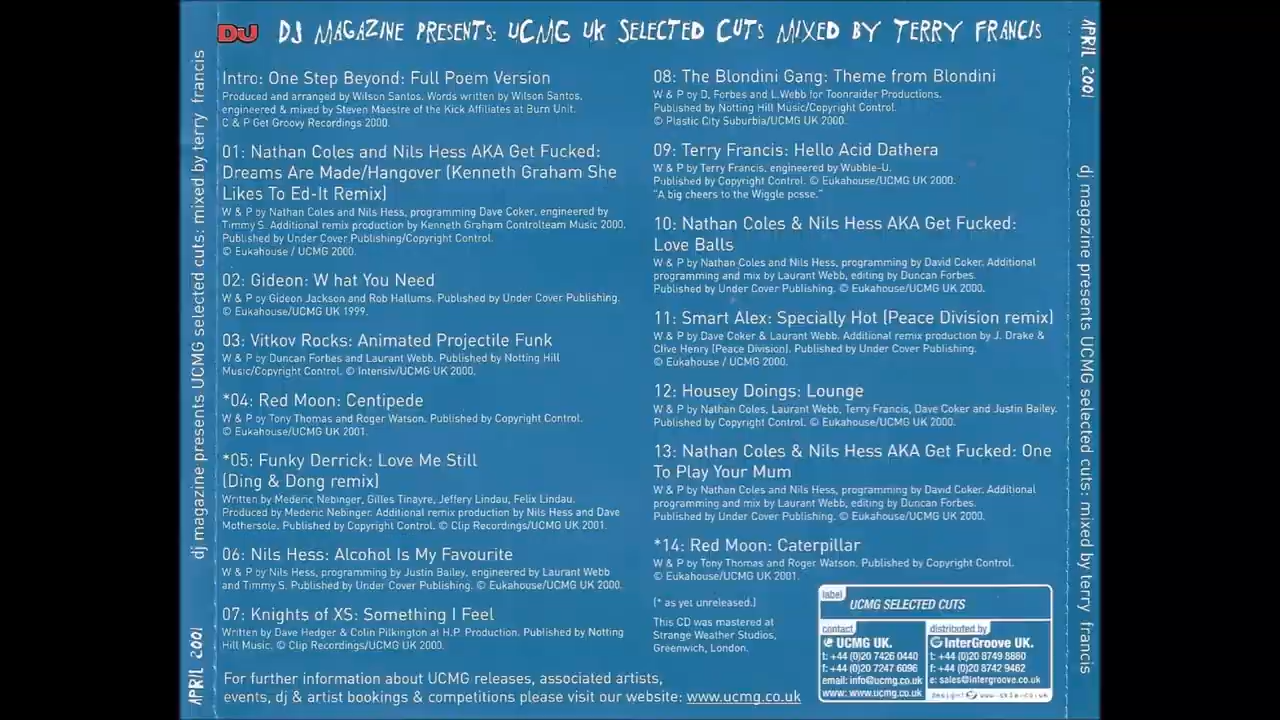 DJ DJ MAGAZINE PRESENTS: UCMG UK SELECTED CUTS MIXED BY TERRY FRANCIS
dj magazine presents UCMG selected cuts: mixed by terry francis
APRIL 2001
Intro: One Step Beyond: Full Poem Version
Produced and arranged by Wilson Santos. Words written by Wilson Santos,
engineered & mixed by Steven Maestre of the Kick Affiliates at Burn Unit.
C & P Get Groovy Recordings 2000.
01: Nathan Coles and Nils Hess AKA Get Fucked:
Dreams Are Made/Hangover (Kenneth Graham She
Likes To Ed-It Remix)
W & P by Nathan Coles and Nils Hess, programming Dave Coker, engineered by
Timmy S. Additional remix production by Kenneth Graham Controlteam Music 2000.
Published by Under Cover Publishing/Copyright Control.
© Eukahouse / UCMG 2000.
02: Gideon: W hat You Need
W & P by Gideon Jackson and Rob Hallums. Published by Under Cover Publishing.
© Eukahouse/UCMG UK 1999.
03: Vitkov Rocks: Animated Projectile Funk
W & P by Duncan Forbes and Laurant Webb. Published by Notting Hill
Music/Copyright Control. © Intensiv/UCMG UK 2000.
*04: Red Moon: Centipede
W & P by Tony Thomas and Roger Watson. Published by Copyright Control.
© Eukahouse/UCMG UK 2001.
*05: Funky Derrick: Love Me Still
(Ding & Dong remix)
Written by Mederic Nebinger, Gilles Tinayre, Jeffery Lindau, Felix Lindau.
Produced by Mederic Nebinger. Additional remix production by Nils Hess and Dave
Mothersole. Published by Copyright Control. © Clip Recordings/UCMG UK 2001.
06: Nils Hess: Alcohol Is My Favourite
W & P by Nils Hess, programming by Justin Bailey, engineered by Laurant Webb
and Timmy S. Published by Under Cover Publishing. © Eukahouse/UCMG UK 2000.
07: Knights of XS: Something I Feel
Written by Dave Hedger & Colin Pilkington at H.P. Production. Published by Notting
Hill Music. © Clip Recordings/UCMG UK 2000.
For further information about UCMG releases, associated artists,
events, dj & artist bookings & competitions please visit our website: www.ucmg.co.uk
08: The Blondini Gang: Theme from Blondini
W & P by D. Forbes and L.Webb for Toonraider Productions.
Published by Notting Hill Music/Copyright Control.
© Plastic City Suburbia/UCMG UK 2000.
09: Terry Francis: Hello Acid Dathera
W & P by Terry Francis, engineered by Wubble-U.
Published by Copyright Control. © Eukahouse/UCMG UK 2000.
"A big cheers to the Wiggle posse."
10: Nathan Coles & Nils Hess AKA Get Fucked:
Love Balls
W & P by Nathan Coles and Nils Hess, programming by David Coker. Additional
programming and mix by Laurant Webb, editing by Duncan Forbes.
Published by Under Cover Publishing. © Eukahouse/UCMG UK 2000.
11: Smart Alex: Specially Hot (Peace Division remix)
W & P by Dave Coker & Laurant Webb. Additional remix production by J. Drake &
Clive Henry (Peace Division). Published by Under Cover Publishing.
© Eukahouse / UCMG 2000.
12: Housey Doings: Lounge
W & P by Nathan Coles, Laurant Webb, Terry Francis, Dave Coker and Justin Bailey.
Published by Copyright Control. © Eukahouse/UCMG UK 2000.
13: Nathan Coles & Nils Hess AKA Get Fucked: One
To Play Your Mum
W & P by Nathan Coles and Nils Hess, programming by David Coker. Additional
programming and mix by Laurant Webb, editing by Duncan Forbes.
Published by Under Cover Publishing. © Eukahouse/UCMG UK 2000.
*14: Red Moon: Caterpillar
W & P by Tony Thomas and Roger Watson. Published by Copyright Control.
© Eukahouse/UCMG UK 2001.
(* as yet unreleased.)
This CD was mastered at
Strange Weather Studios,
Greenwich, London.
label
UCMG SELECTED CUTS
contact
UCMG UK.
t: +44 (0)20 7426 0440
f: +44 (0)20 7247 6096
email: info@ucmg.co.uk
www: www.ucmg.co.uk
distributed by
InterGroove UK.
t: +44 (0)20 8749 8860
f: +44 (0)20 8742 9462
e: sales@intergroove.co.uk
design:
APRIL 2001
dj magazine presents UCMG selected cuts: mixed by terry francis